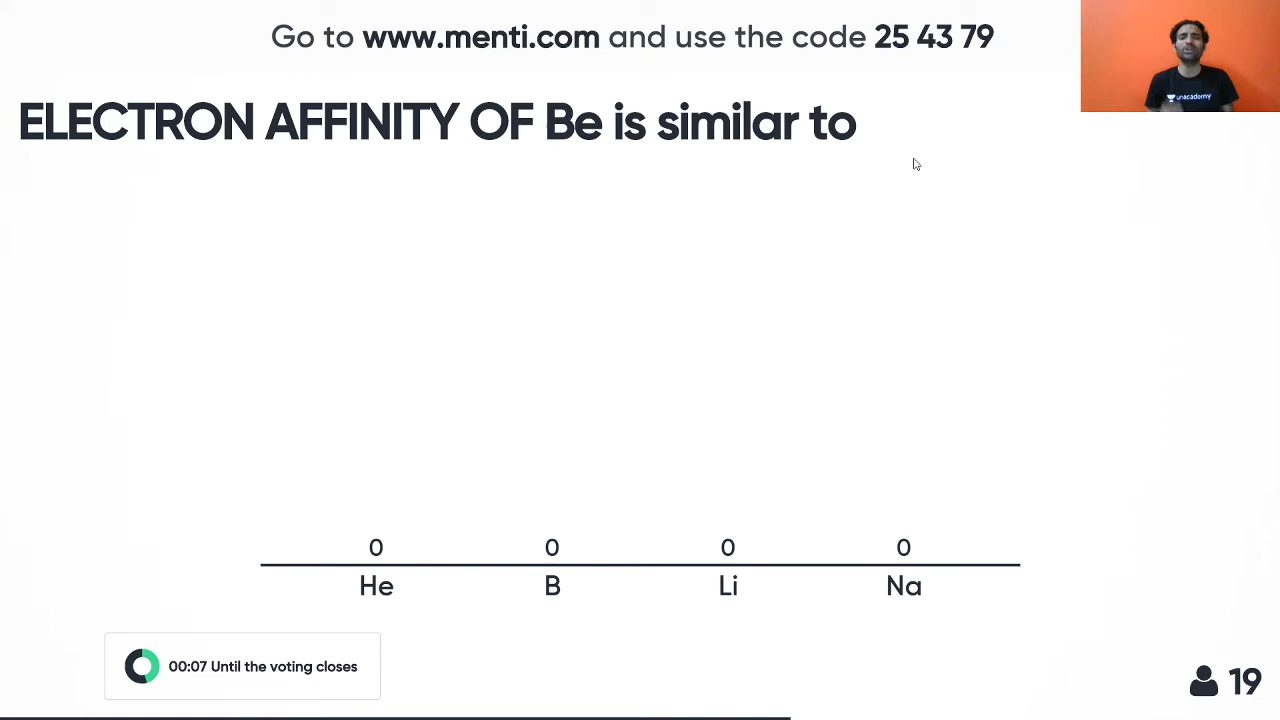 Go to www.menti.com and use the code 25 43 79
unacademy
ELECTRON AFFINITY OF Be is similar to
0 0 0 0
He B Li Na
00:07 Until the voting closes
19